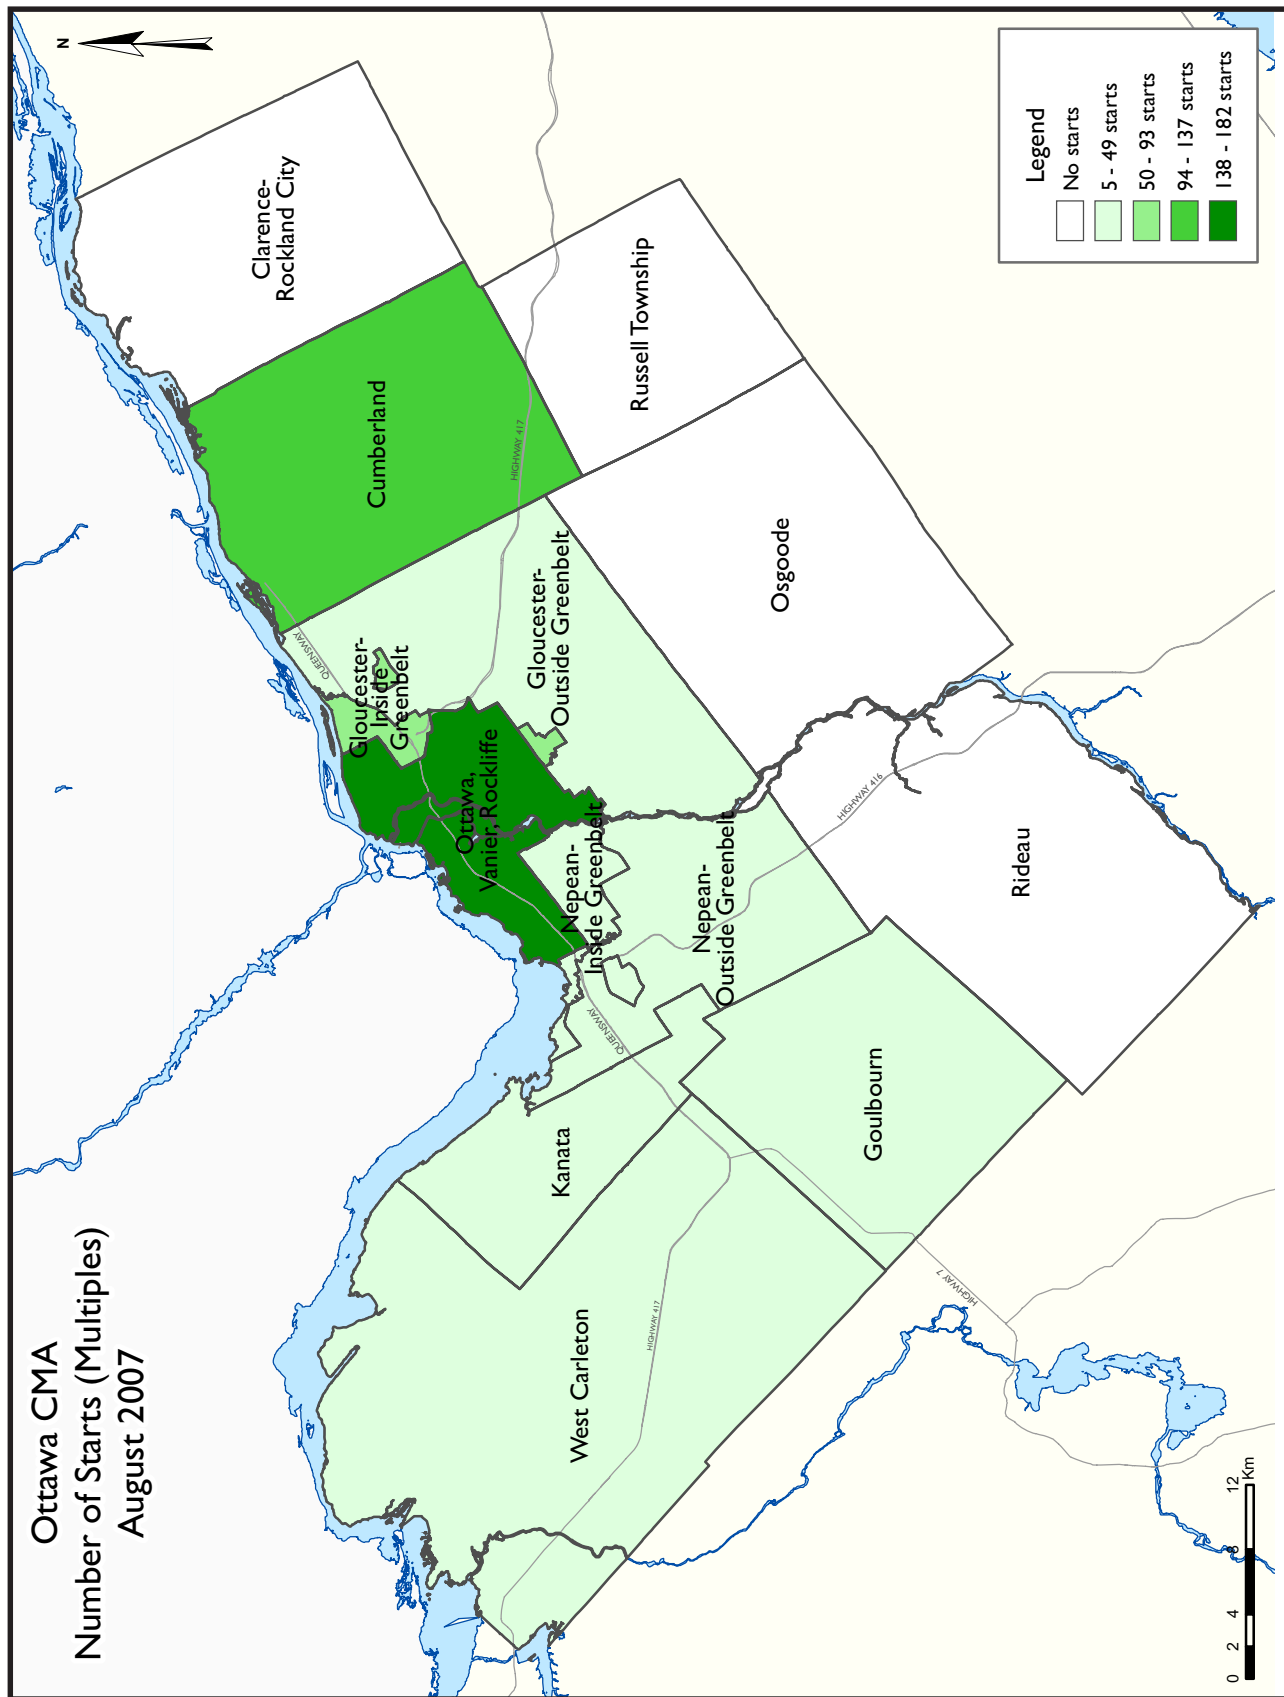 Ottawa CMA
Number of Starts (Multiples)
August 2007
N
Clarence-
Rockland City
Cumberland
Russell Township
HIGHWAY 417
Osgoode
QUEENSWAY
Gloucester-
Inside
Greenbelt
Gloucester-
Outside Greenbelt
Ottawa,
Vanier, Rockliffe
Nepean-
Inside Greenbelt
Nepean-
Outside Greenbelt
HIGHWAY 416
Rideau
QUEENSWAY
Kanata
Goulbourn
West Carleton
HIGHWAY 417
HIGHWAY 7
Legend
No starts
5 - 49 starts
50 - 93 starts
94 - 137 starts
138 - 182 starts
0 2 4 8 12
Km